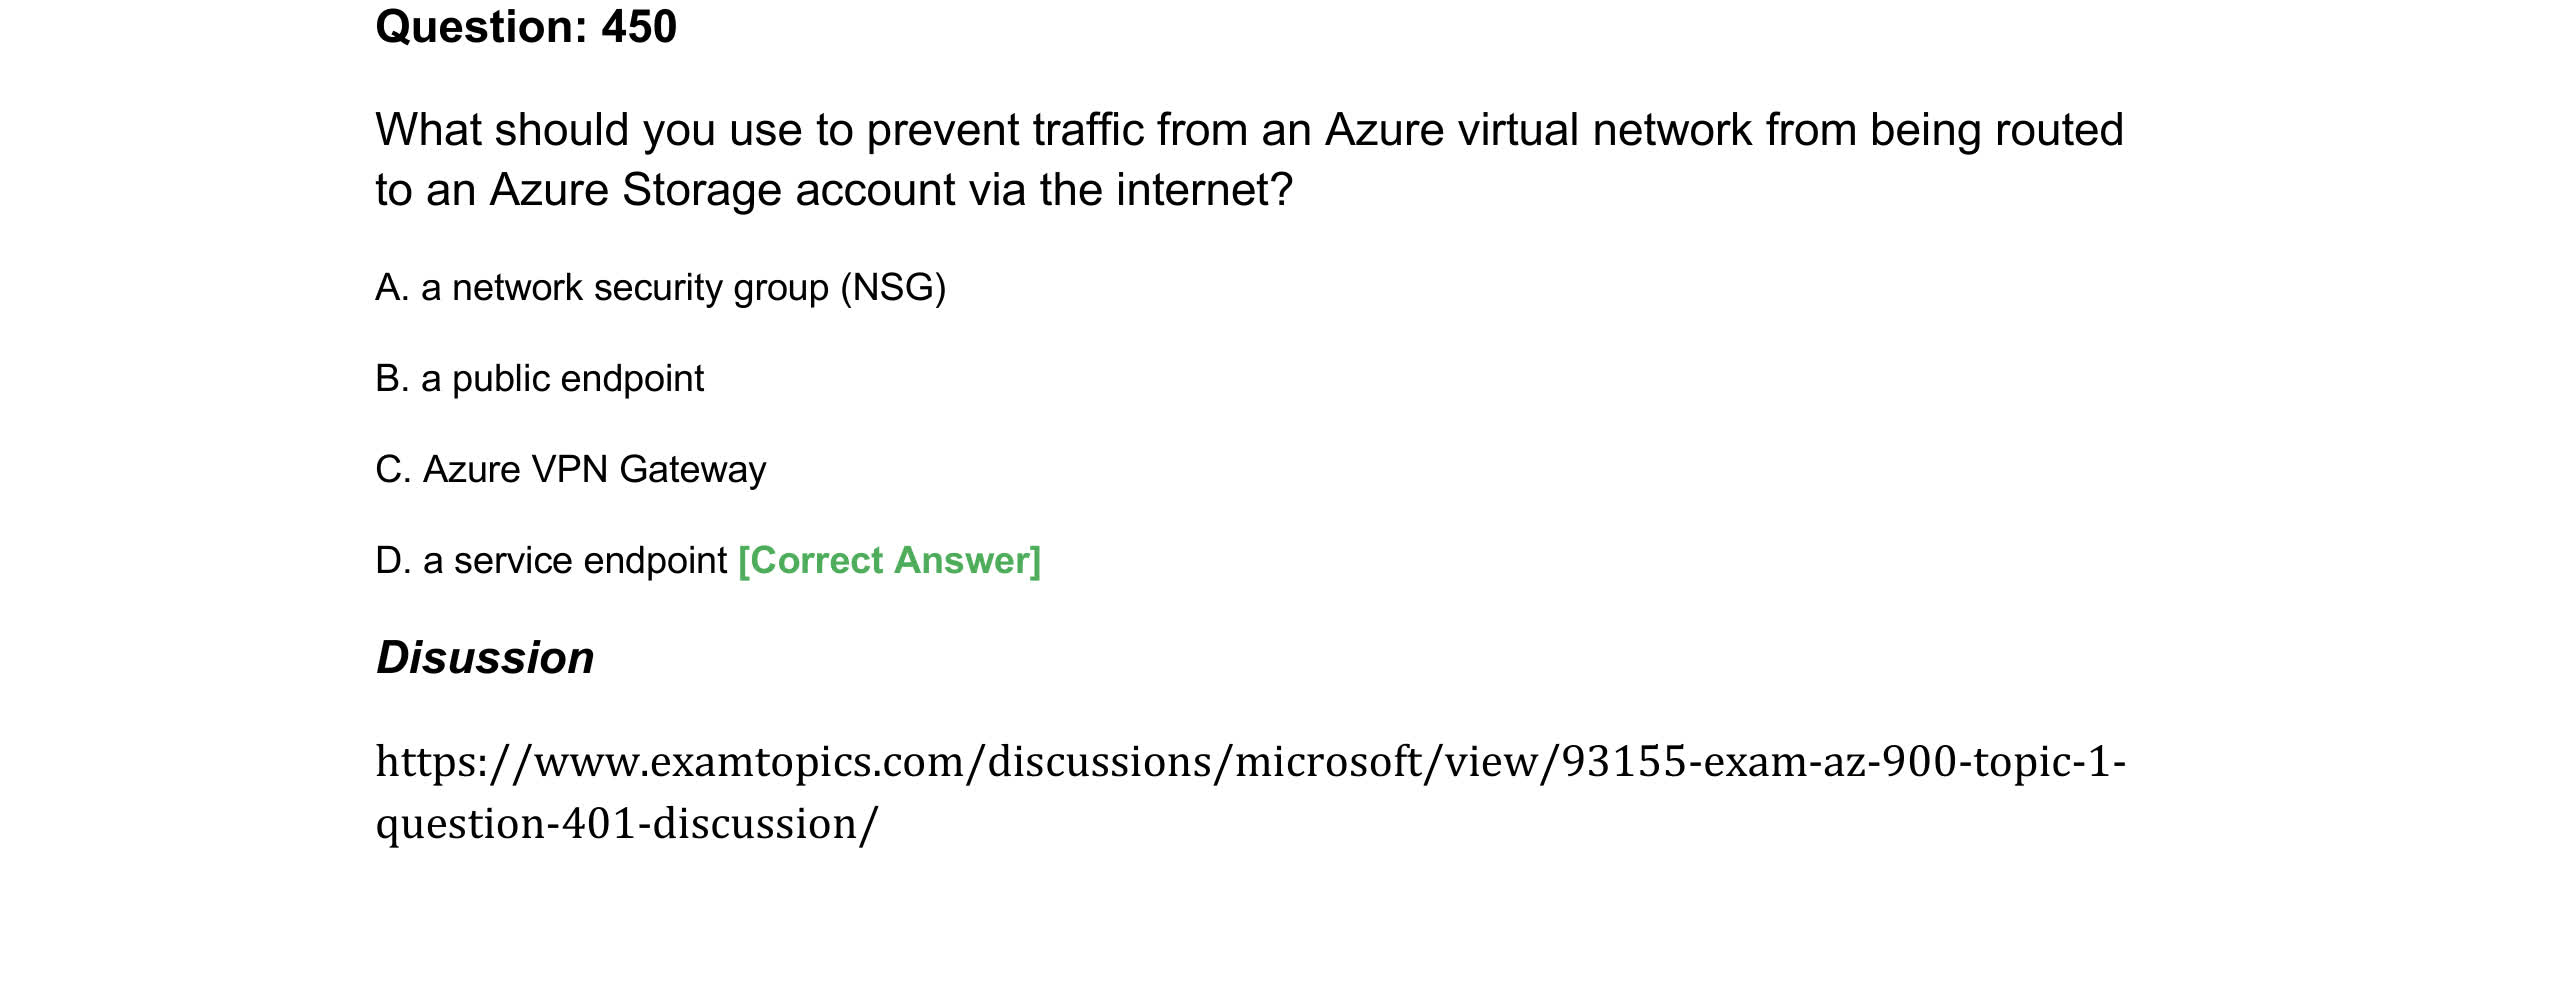 Question: 450
What should you use to prevent traffic from an Azure virtual network from being routed
to an Azure Storage account via the internet?
A. a network security group (NSG)
B. a public endpoint
C. Azure VPN Gateway
D. a service endpoint [Correct Answer]
Disussion
https://www.examtopics.com/discussions/microsoft/view/93155-exam-az-900-topic-1-
question-401-discussion/